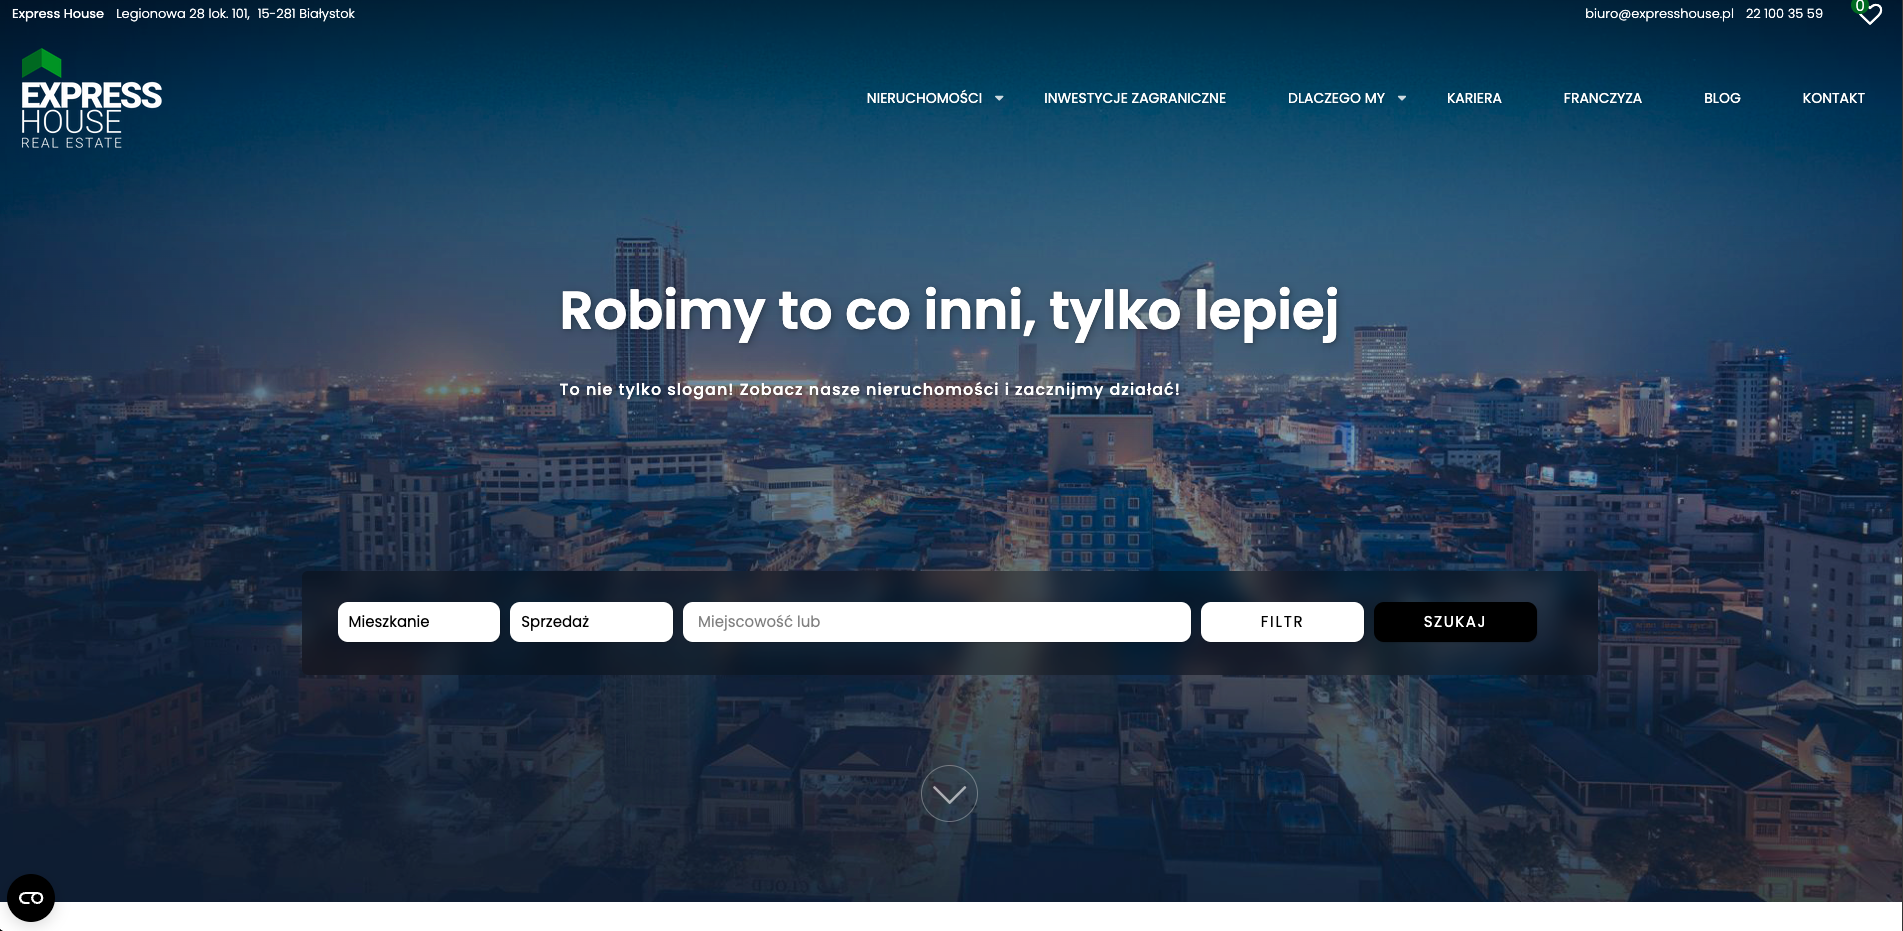 Express House Legionowa 28 lok. 101, 15-281 Białystok
biuro@expresshouse.pl 22 100 35 59 0
EXPRESS
HOUSE
REAL ESTATE
NIERUCHOMOŚCI INWESTYCJE ZAGRANICZNE DLACZEGO MY KARIERA FRANCZYZA BLOG KONTAKT
Robimy to co inni, tylko lepiej
To nie tylko slogan! Zobacz nasze nieruchomości i zacznijmy działać!
Mieszkanie Sprzedaż Miejscowość lub FILTR SZUKAJ